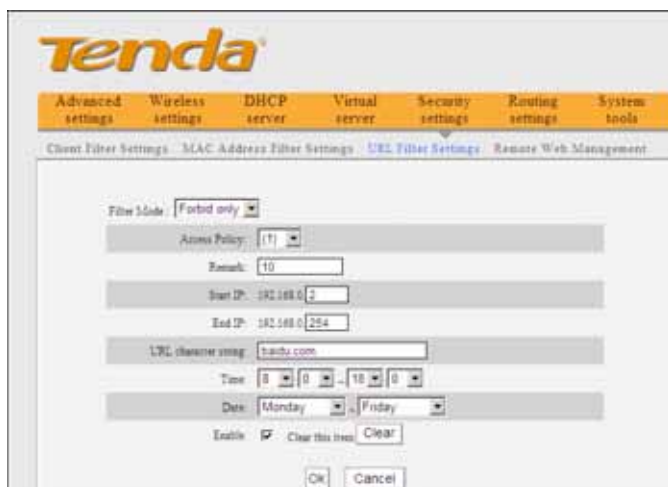 Tenda
Advanced settings Wireless settings DHCP server Virtual server Security settings Routing settings System tools
Client Filter Settings MAC Address Filter Settings URL Filter Settings Remote Web Management
Filter Mode: Forbid only
Access Policy: (1)
Remark: 10
Start IP: 192.168.0.2
End IP: 192.168.0.254
URL character string: baidu.com
Time: 8 0 - 18 0
Date: Monday - Friday
Enable Clear this item: Clear
Ok Cancel